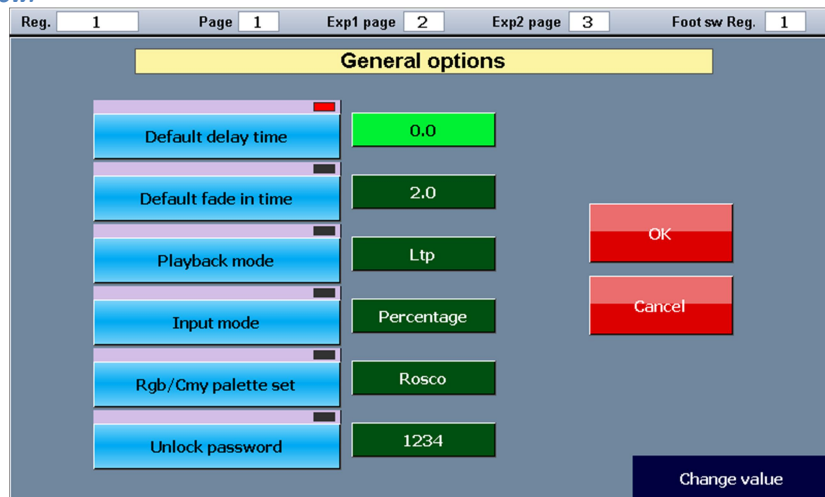 Reg. 1 Page 1 Exp1 page 2 Exp2 page 3 Foot sw Reg. 1
General options
Default delay time 0.0
Default fade in time 2.0
Playback mode Ltp
OK
Input mode Percentage
Cancel
Rgb/Cmy palette set Rosco
Unlock password 1234
Change value